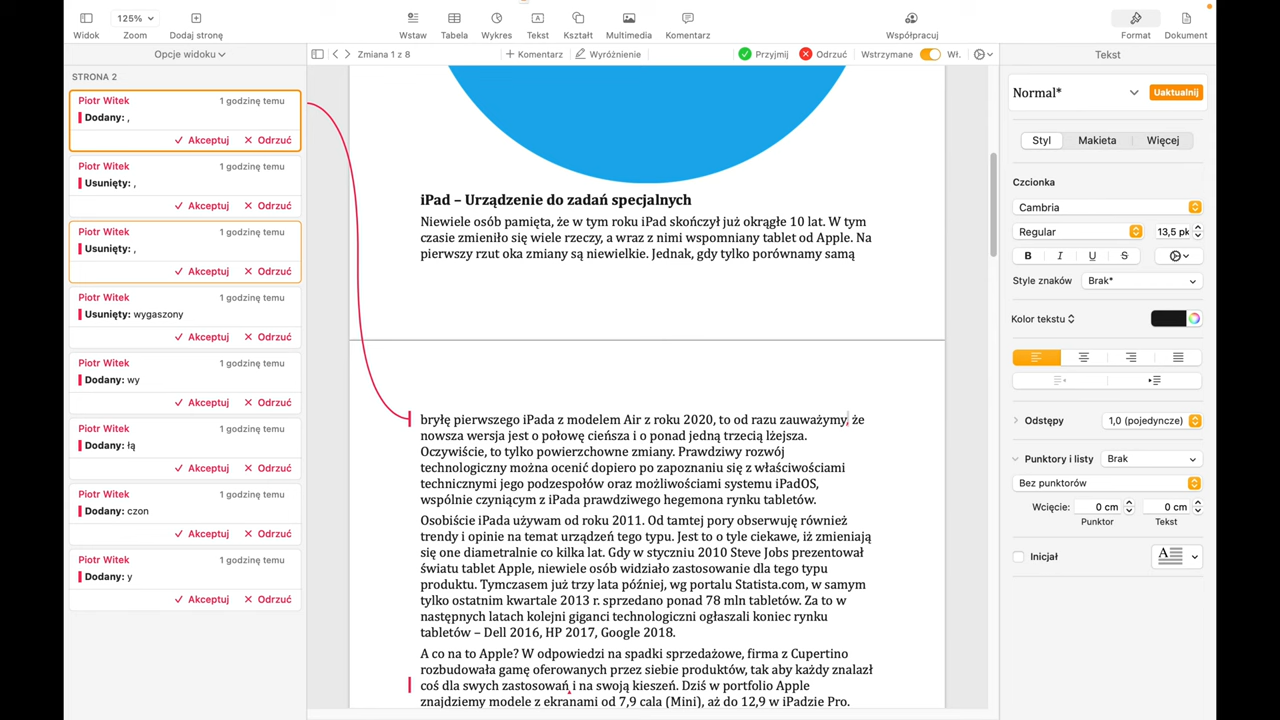 125%
Widok
Zoom
Dodaj stronę
Wstaw
Tabela
Wykres
Tekst
Kształt
Multimedia
Komentarz
Współpracuj
Format
Dokument
Opcje widoku
Zmiana 1 z 8
Komentarz
Wyróżnienie
Przyjmij
Odrzuć
Wstrzymane
Wł.
Tekst
STRONA 2
Piotr Witek 1 godzinę temu
Dodany: ,
Akceptuj Odrzuć
Piotr Witek 1 godzinę temu
Usunięty: ,
Akceptuj Odrzuć
Piotr Witek 1 godzinę temu
Usunięty: ,
Akceptuj Odrzuć
Piotr Witek 1 godzinę temu
Usunięty: wygaszony
Akceptuj Odrzuć
Piotr Witek 1 godzinę temu
Dodany: wy
Akceptuj Odrzuć
Piotr Witek 1 godzinę temu
Dodany: łą
Akceptuj Odrzuć
Piotr Witek 1 godzinę temu
Dodany: czon
Akceptuj Odrzuć
Piotr Witek 1 godzinę temu
Dodany: y
Akceptuj Odrzuć
iPad – Urządzenie do zadań specjalnych
Niewiele osób pamięta, że w tym roku iPad skończył już okrągłe 10 lat. W tym
czasie zmieniło się wiele rzeczy, a wraz z nimi wspomniany tablet od Apple. Na
pierwszy rzut oka zmiany są niewielkie. Jednak, gdy tylko porównamy samą
bryłę pierwszego iPada z modelem Air z roku 2020, to od razu zauważymy, że
nowsza wersja jest o połowę cieńsza i o ponad jedną trzecią lżejsza.
Oczywiście, to tylko powierzchowne zmiany. Prawdziwy rozwój
technologiczny można ocenić dopiero po zapoznaniu się z właściwościami
technicznymi jego podzespołów oraz możliwościami systemu iPadOS,
wspólnie czyniącym z iPada prawdziwego hegemona rynku tabletów.
Osobiście iPada używam od roku 2011. Od tamtej pory obserwuję również
trendy i opinie na temat urządzeń tego typu. Jest to o tyle ciekawe, iż zmieniają
się one diametralnie co kilka lat. Gdy w styczniu 2010 Steve Jobs prezentował
światu tablet Apple, niewiele osób widziało zastosowanie dla tego typu
produktu. Tymczasem już trzy lata później, wg portalu Statista.com, w samym
tylko ostatnim kwartale 2013 r. sprzedano ponad 78 mln tabletów. Za to w
następnych latach kolejni giganci technologiczni ogłaszali koniec rynku
tabletów – Dell 2016, HP 2017, Google 2018.
A co na to Apple? W odpowiedzi na spadki sprzedażowe, firma z Cupertino
rozbudowała gamę oferowanych przez siebie produktów, tak aby każdy znalazł
coś dla swych zastosowań i na swoją kieszeń. Dziś w portfolio Apple
znajdziemy modele z ekranami od 7,9 cala (Mini), aż do 12,9 w iPadzie Pro.
Normal*
Uaktualnij
Styl Makieta Więcej
Czcionka
Cambria
Regular 13,5 pk
B I U S
Style znaków Brak*
Kolor tekstu
Odstępy 1,0 (pojedyncze)
Punktory i listy Brak
Bez punktorów
Wcięcie: 0 cm 0 cm
Punktor Tekst
Inicjał
A